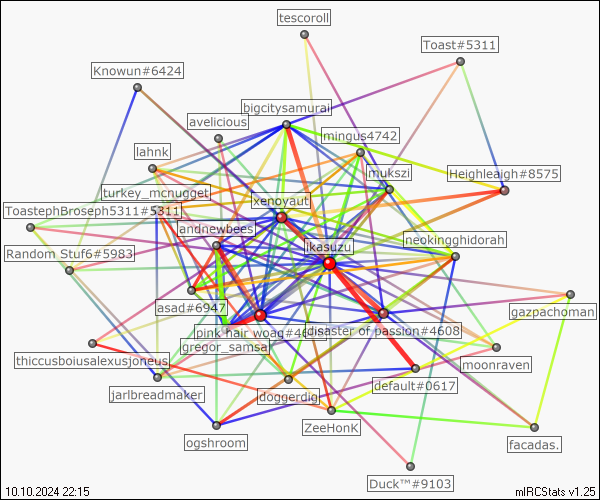 tescoroll
Toast#5311
Knowun#6424
bigcitysamurai
avelicious
mingus4742
lahnk
mukszi
Heighleaigh#8575
turkey_mcnugget
xenoyaut
ToastephBroseph5311#5311
andnewbees
neokingghidorah
ikasuzu
Random_Stuf6#5983
gazpachoman
asad#6947
pink hair woag#4
disaster of passion#4608
gregor_samsa
thiccusboiusalexusjoneus
moonraven
default#0617
jarlbreadmaker
doggerdig
ZeeHonK
ogshroom
facadas.
Duck™#9103
10.10.2024 22:15
mIRCStats v1.25